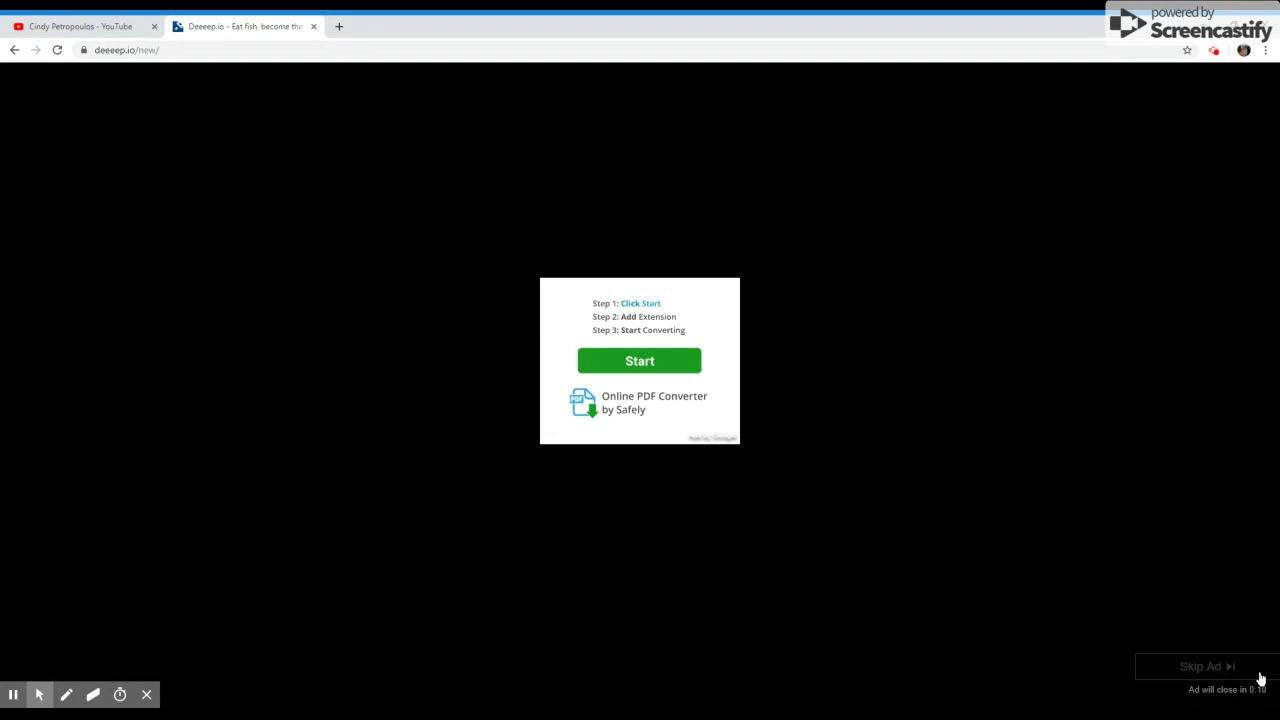 powered by
Screencastify
Cindy Petropoulos - YouTube
Deeeep.io - Eat fish, become the
deeeep.io/new/
Step 1: Click Start
Step 2: Add Extension
Step 3: Start Converting
Start
PDF
Online PDF Converter
by Safely
Skip Ad
Ad will close in 0:10